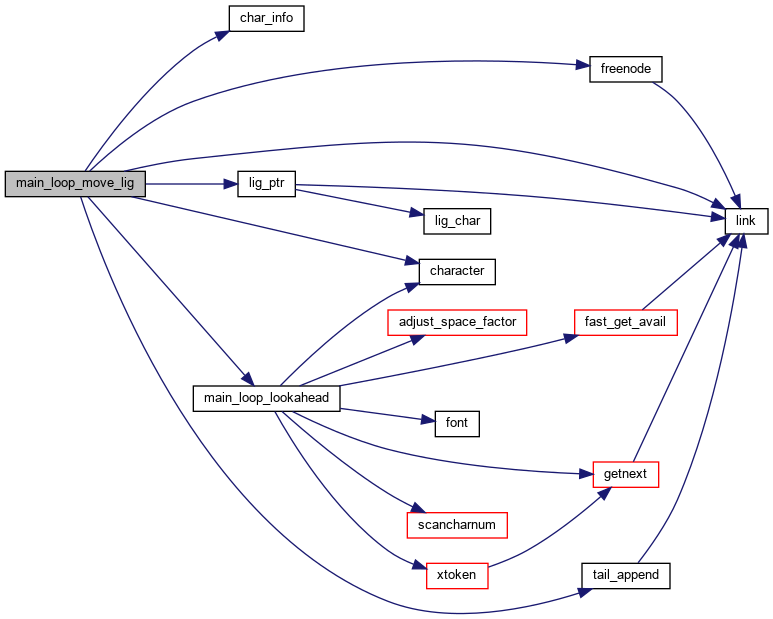 char_info
freenode
main_loop_move_lig
lig_ptr
link
lig_char
character
adjust_space_factor
fast_get_avail
main_loop_lookahead
font
getnext
scancharnum
xtoken
tail_append